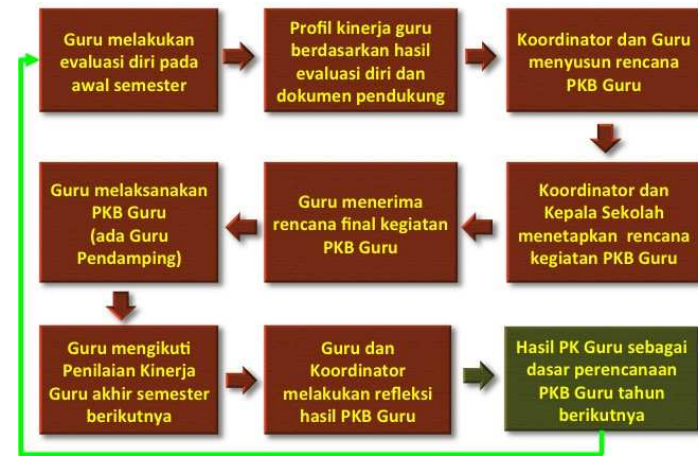 Guru melakukan
evaluasi diri pada
awal semester
Profil kinerja guru
berdasarkan hasil
evaluasi diri dan
dokumen pendukung
Koordinator dan Guru
menyusun rencana
PKB Guru
Koordinator dan
Kepala Sekolah
menetapkan rencana
kegiatan PKB Guru
Guru menerima
rencana final kegiatan
PKB Guru
Guru melaksanakan
PKB Guru
(ada Guru
Pendamping)
Guru mengikuti
Penilaian Kinerja
Guru akhir semester
berikutnya
Guru dan
Koordinator
melakukan refleksi
hasil PKB Guru
Hasil PK Guru sebagai
dasar perencanaan
PKB Guru tahun
berikutnya